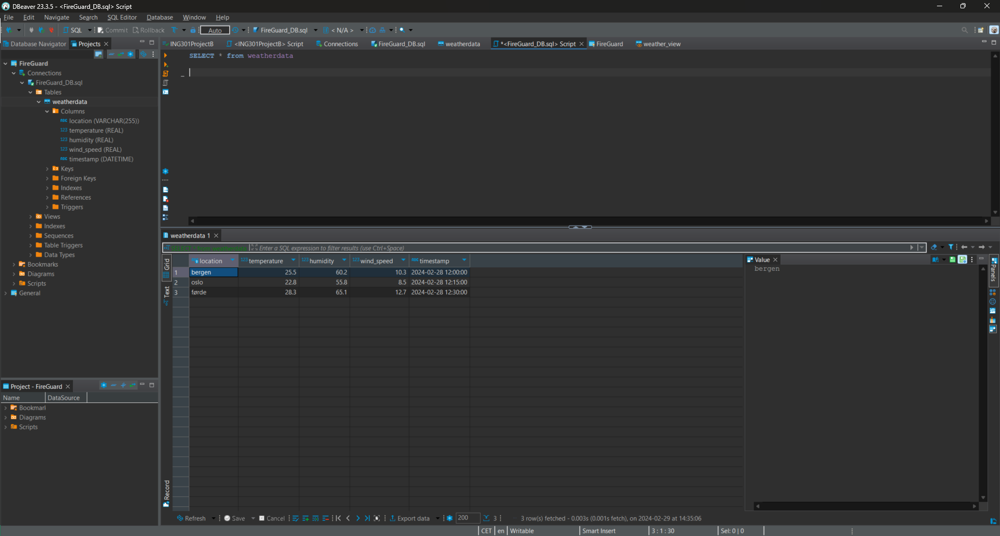 DBeaver 23.3.5 - <FireGuard_DB.sql> Script
File Edit Navigate Search SQL Editor Database Window Help
SQL Commit Rollback Auto FireGuard_DB.sql < N/A >
Database Navigator Projects
ING301ProjectB <ING301ProjectB> Script Connections FireGuard_DB.sql weatherdata *<FireGuard_DB.sql> Script FireGuard weather_view
SELECT * from weatherdata
FireGuard
Connections
FireGuard_DB.sql
Tables
weatherdata
Columns
ABC location (VARCHAR(255))
123 temperature (REAL)
123 humidity (REAL)
123 wind_speed (REAL)
ABC timestamp (DATETIME)
Keys
Foreign Keys
Indexes
References
Triggers
Views
Indexes
Sequences
Table Triggers
Data Types
Bookmarks
Diagrams
Scripts
General
Project - FireGuard
Name DataSource
Bookmarl
Diagrams
Scripts
weatherdata 1
Enter a SQL expression to filter results (use Ctrl+Space)
Grid
Text
Record
location 123 temperature 123 humidity 123 wind_speed ABC timestamp
1 bergen 25.5 60.2 10.3 2024-02-28 12:00:00
2 oslo 22.8 55.8 8.5 2024-02-28 12:15:00
3 førde 28.3 65.1 12.7 2024-02-28 12:30:00
Value
bergen
Panels
Refresh Save Cancel Export data 200 3 3 row(s) fetched - 0.003s (0.001s fetch), on 2024-02-29 at 14:35:06
CET en Writable Smart Insert 3 : 1 : 30 Sel: 0 | 0